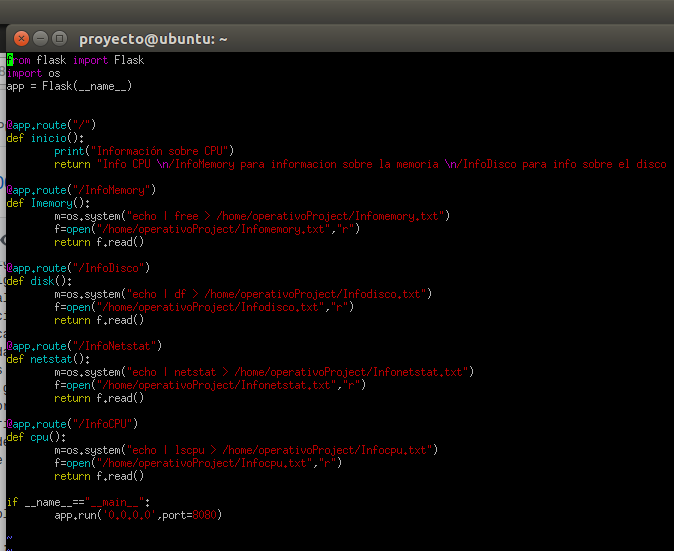 proyecto@ubuntu: ~
from flask import Flask
import os
app = Flask(__name__)
@app.route("/")
def inicio():
        print("Información sobre CPU")
        return "Info CPU \n/InfoMemory para informacion sobre la memoria \n/InfoDisco para info sobre el disco
@app.route("/InfoMemory")
def Imemory():
        m=os.system("echo | free > /home/operativoProject/Infomemory.txt")
        f=open("/home/operativoProject/Infomemory.txt","r")
        return f.read()
@app.route("/InfoDisco")
def disk():
        m=os.system("echo | df > /home/operativoProject/Infodisco.txt")
        f=open("/home/operativoProject/Infodisco.txt","r")
        return f.read()
@app.route("/InfoNetstat")
def netstat():
        m=os.system("echo | netstat > /home/operativoProject/Infonetstat.txt")
        f=open("/home/operativoProject/Infonetstat.txt","r")
        return f.read()
@app.route("/InfoCPU")
def cpu():
        m=os.system("echo | lscpu > /home/operativoProject/Infocpu.txt")
        f=open("/home/operativoProject/Infocpu.txt","r")
        return f.read()
if __name__=="__main__":
        app.run('0.0.0.0',port=8080)
~